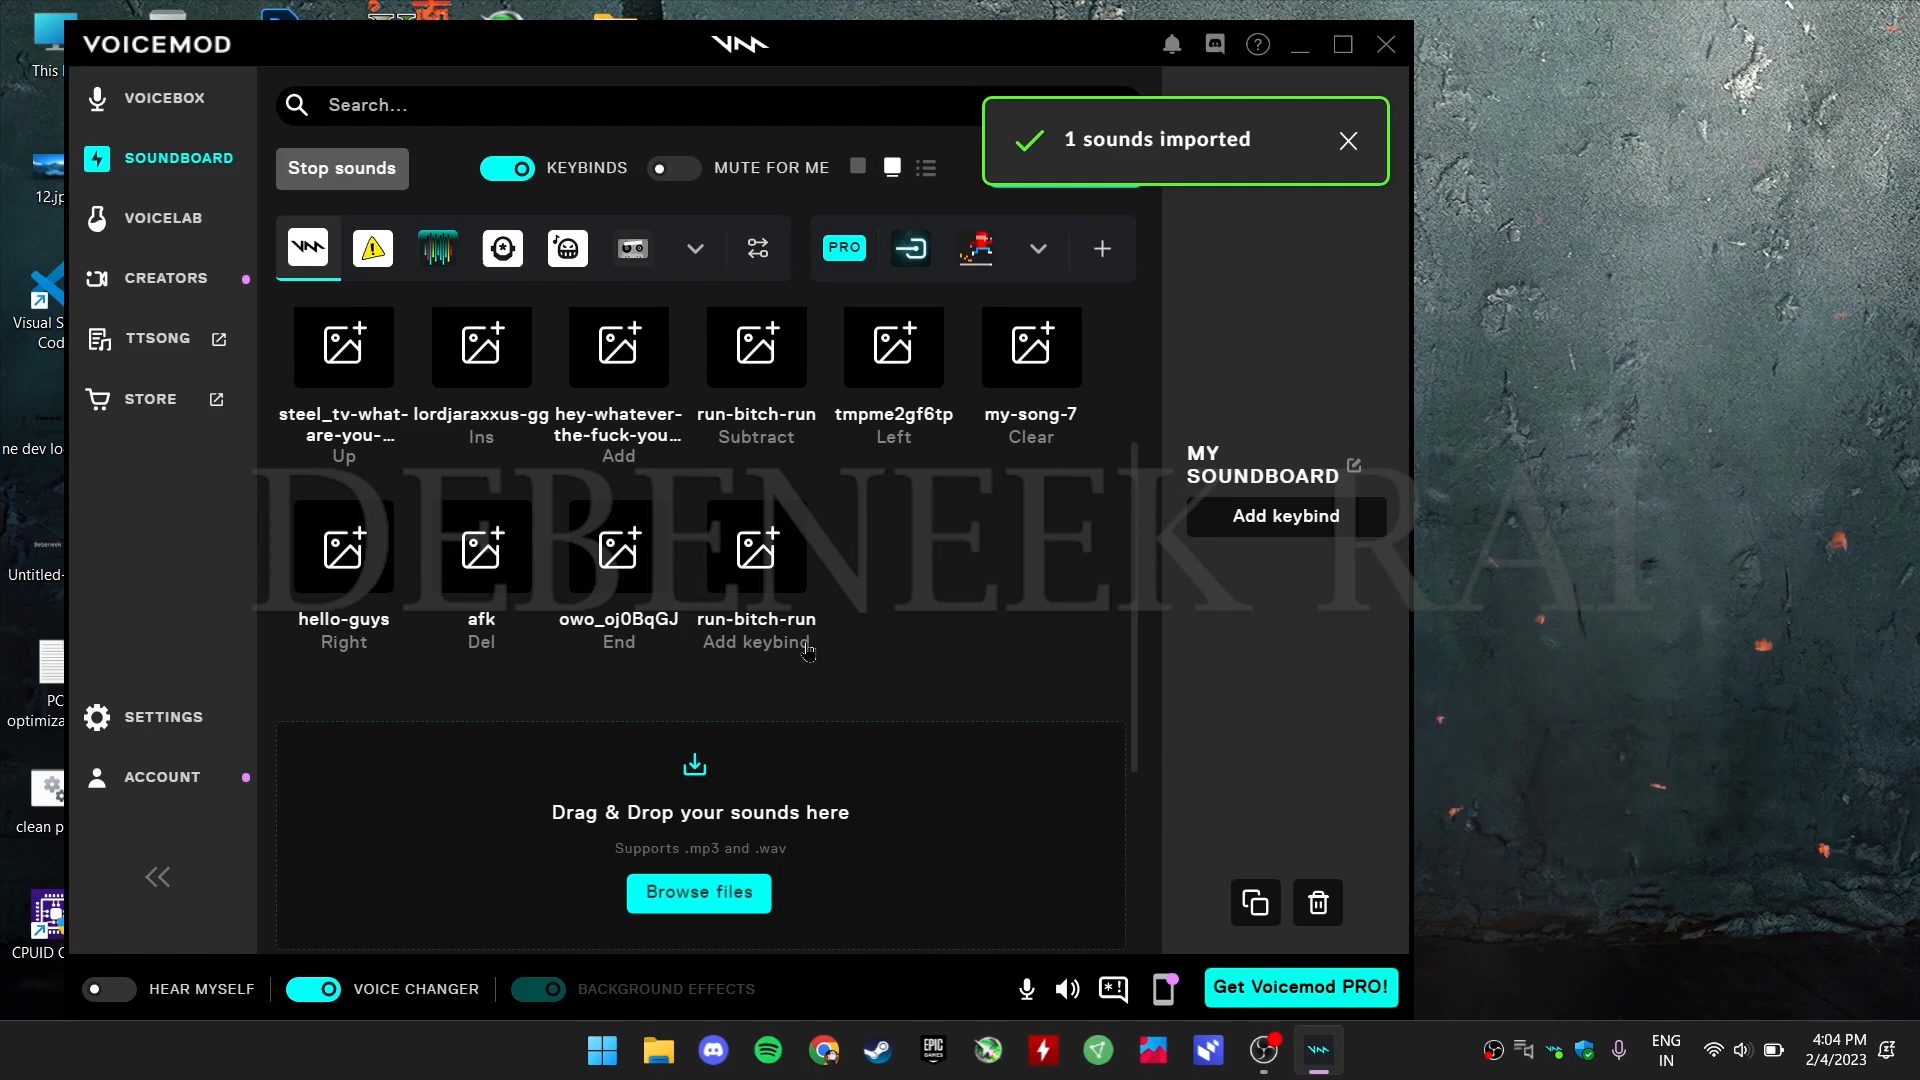 VOICEMOD
This
VOICEBOX
Search...
1 sounds imported
SOUNDBOARD
Stop sounds
KEYBINDS
MUTE FOR ME
12.jp
VOICELAB
PRO
CREATORS
TTSONG
Visual S
Cod
STORE
steel_tv-what-
are-you-...
Up
lordjaraxxus-gg
Ins
hey-whatever-
the-fuck-you...
Add
run-bitch-run
Subtract
tmpme2gf6tp
Left
my-song-7
Clear
ne dev lo
MY
SOUNDBOARD
Add keybind
DEBENEEK RAI
Untitled-
hello-guys
Right
afk
Del
owo_oj0BqGJ
End
run-bitch-run
Add keybind
PC
optimiza
SETTINGS
ACCOUNT
clean p
Drag & Drop your sounds here
Supports .mp3 and .wav
Browse files
CPUID C
HEAR MYSELF
VOICE CHANGER
BACKGROUND EFFECTS
Get Voicemod PRO!
EPIC
GAMES
ENG
IN
4:04 PM
2/4/2023